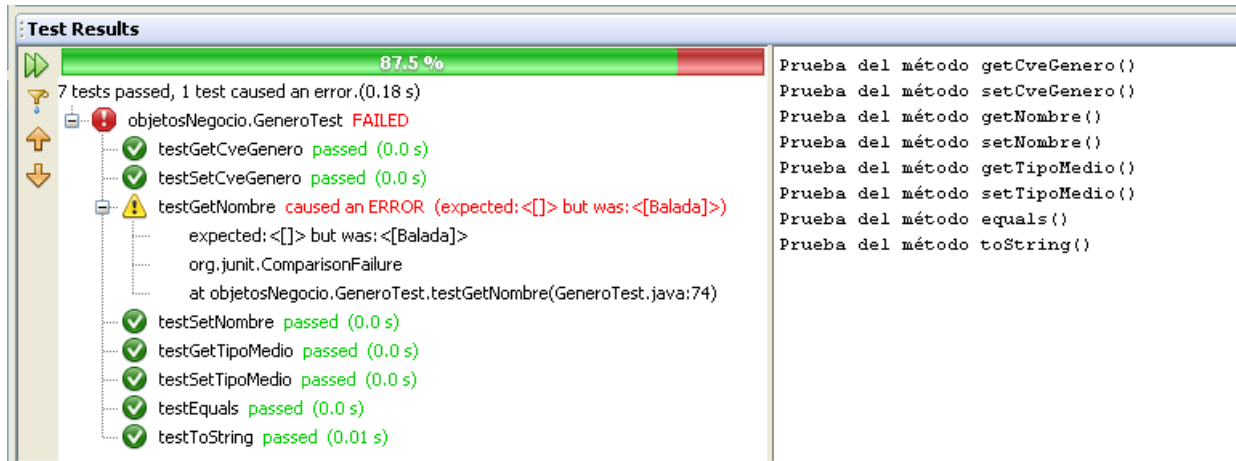 Test Results
87.5 %
7 tests passed, 1 test caused an error.(0.18 s)
objetosNegocio.GeneroTest FAILED
testGetCveGenero passed (0.0 s)
testSetCveGenero passed (0.0 s)
testGetNombre caused an ERROR (expected:<[]> but was:<[Balada]>)
expected:<[]> but was:<[Balada]>
org.junit.ComparisonFailure
at objetosNegocio.GeneroTest.testGetNombre(GeneroTest.java:74)
testSetNombre passed (0.0 s)
testGetTipoMedio passed (0.0 s)
testSetTipoMedio passed (0.0 s)
testEquals passed (0.0 s)
testToString passed (0.01 s)
Prueba del método getCveGenero()
Prueba del método setCveGenero()
Prueba del método getNombre()
Prueba del método setNombre()
Prueba del método getTipoMedio()
Prueba del método setTipoMedio()
Prueba del método equals()
Prueba del método toString()